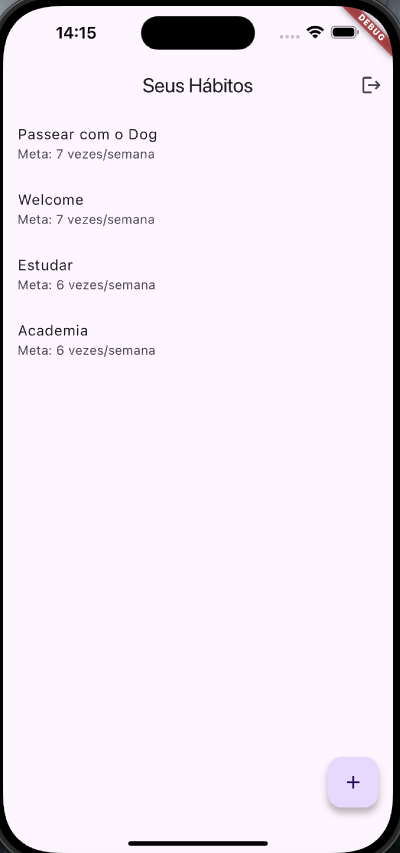 14:15
DEBUG
Seus Hábitos
Passear com o Dog
Meta: 7 vezes/semana
Welcome
Meta: 7 vezes/semana
Estudar
Meta: 6 vezes/semana
Academia
Meta: 6 vezes/semana
+